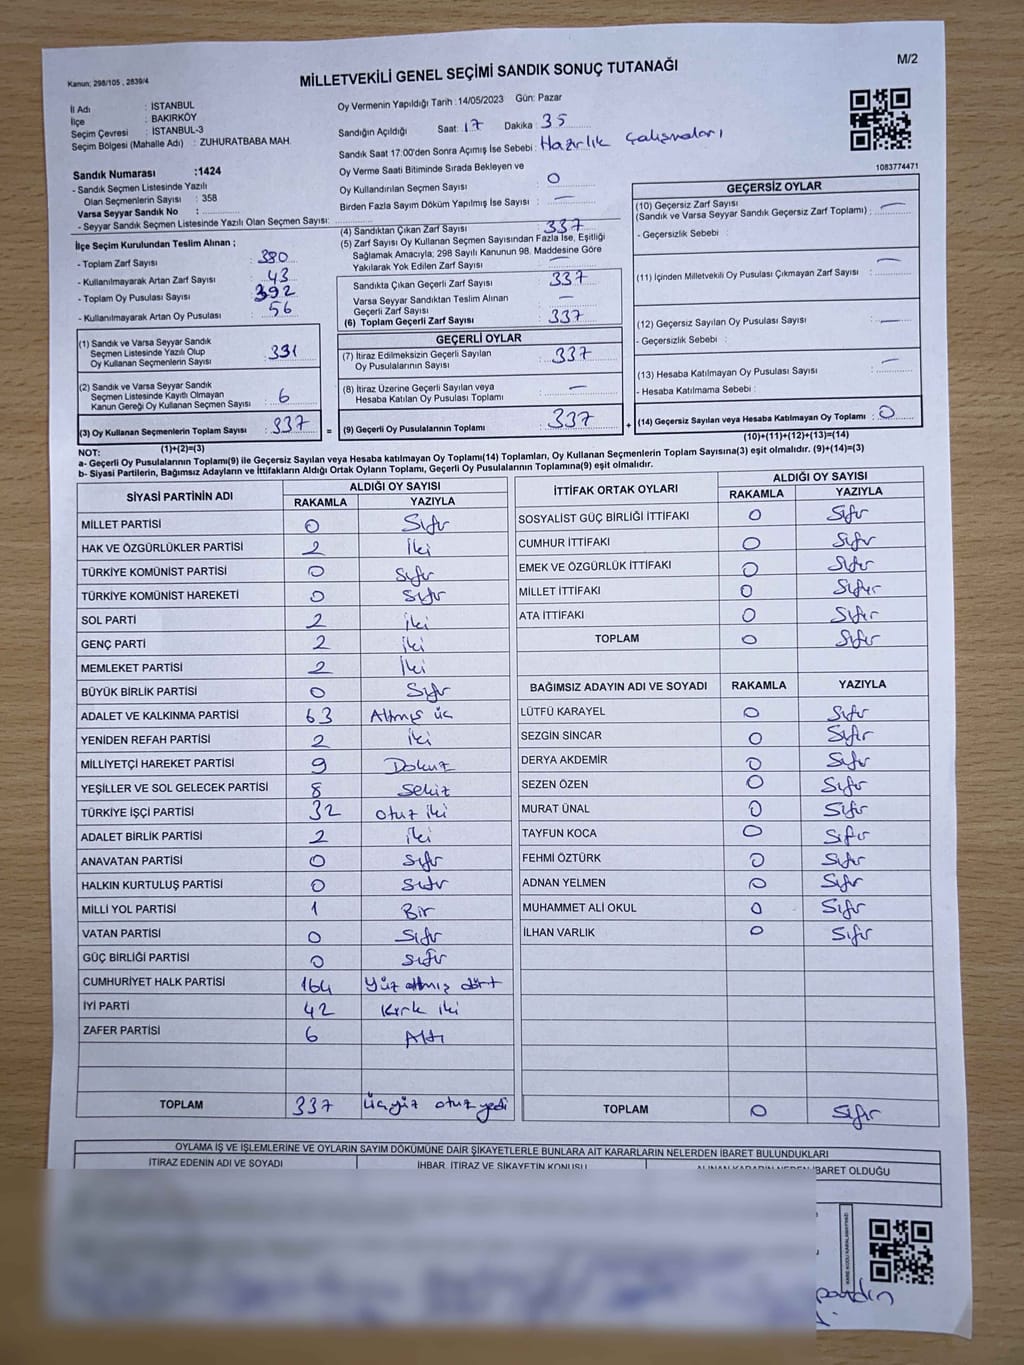 Kanun: 298/105 , 2839/4
MİLLETVEKİLİ GENEL SEÇİMİ SANDIK SONUÇ TUTANAĞI
M/2
İl Adı : İSTANBUL
İlçe : BAKIRKÖY
Seçim Çevresi : İSTANBUL-3
Seçim Bölgesi (Mahalle Adı) : ZUHURATBABA MAH.
Oy Vermenin Yapıldığı Tarih :14/05/2023 Gün: Pazar
Sandığın Açıldığı Saat: 17 Dakika 35
Sandık Saat 17:00'den Sonra Açımış İse Sebebi : Hazırlık çalışmaları
1083774471
Sandık Numarası :1424
- Sandık Seçmen Listesinde Yazılı
Olan Seçmenlerin Sayısı : 358
Varsa Seyyar Sandık No :
- Seyyar Sandık Seçmen Listesinde Yazılı Olan Seçmen Sayısı:
Oy Verme Saati Bitiminde Sırada Bekleyen ve
Oy Kullandırılan Seçmen Sayısı : 0
Birden Fazla Sayım Döküm Yapılmış İse Sayısı : —
İlçe Seçim Kurulundan Teslim Alınan ;
- Toplam Zarf Sayısı : 380
- Kullanılmayarak Artan Zarf Sayısı : 43
- Toplam Oy Pusulası Sayısı : 392
- Kullanılmayarak Artan Oy Pusulası : 56
(4) Sandıktan Çıkan Zarf Sayısı : 337
(5) Zarf Sayısı Oy Kullanan Seçmen Sayısından Fazla İse, Eşitliği
Sağlamak Amacıyla; 298 Sayılı Kanunun 98. Maddesine Göre
Yakılarak Yok Edilen Zarf Sayısı : —
Sandıkta Çıkan Geçerli Zarf Sayısı : 337
Varsa Seyyar Sandıktan Teslim Alınan
Geçerli Zarf Sayısı : —
(6) Toplam Geçerli Zarf Sayısı : 337
GEÇERSİZ OYLAR
(10) Geçersiz Zarf Sayısı
(Sandık ve Varsa Seyyar Sandık Geçersiz Zarf Toplamı) : —
- Geçersizlik Sebebi :
(11) İçinden Milletvekili Oy Pusulası Çıkmayan Zarf Sayısı : —
(12) Geçersiz Sayılan Oy Pusulası Sayısı : —
- Geçersizlik Sebebi :
(13) Hesaba Katılmayan Oy Pusulası Sayısı : —
- Hesaba Katılmama Sebebi :
(14) Geçersiz Sayılan veya Hesaba Katılmayan Oy Toplamı : 0
(10)+(11)+(12)+(13)=(14)
(1) Sandık ve Varsa Seyyar Sandık
Seçmen Listesinde Yazılı Olup
Oy Kullanan Seçmenlerin Sayısı : 331
(2) Sandık ve Varsa Seyyar Sandık
Seçmen Listesinde Kayıtlı Olmayan
Kanun Gereği Oy Kullanan Seçmen Sayısı : 6
(3) Oy Kullanan Seçmenlerin Toplam Sayısı : 337
(1)+(2)=(3)
GEÇERLİ OYLAR
(7) İtiraz Edilmeksizin Geçerli Sayılan
Oy Pusulalarının Sayısı : 337
(8) İtiraz Üzerine Geçerli Sayılan veya
Hesaba Katılan Oy Pusulası Toplamı : —
= (9) Geçerli Oy Pusulalarının Toplamı : 337 +
NOT:
a- Geçerli Oy Pusulalarının Toplamı(9) ile Geçersiz Sayılan veya Hesaba katılmayan Oy Toplamı(14) Toplamları, Oy Kullanan Seçmenlerin Toplam Sayısına(3) eşit olmalıdır. (9)+(14)=(3)
b- Siyasi Partilerin, Bağımsız Adayların ve İttifakların Aldığı Ortak Oyların Toplamı, Geçerli Oy Pusulalarının Toplamına(9) eşit olmalıdır.
SİYASİ PARTİNİN ADI ALDIĞI OY SAYISI
RAKAMLA YAZIYLA
MİLLET PARTİSİ 0 Sıfır
HAK VE ÖZGÜRLÜKLER PARTİSİ 2 İki
TÜRKİYE KOMÜNİST PARTİSİ 0 Sıfır
TÜRKİYE KOMÜNİST HAREKETİ 0 Sıfır
SOL PARTİ 2 İki
GENÇ PARTİ 2 İki
MEMLEKET PARTİSİ 2 İki
BÜYÜK BİRLİK PARTİSİ 0 Sıfır
ADALET VE KALKINMA PARTİSİ 63 Altmış üç
YENİDEN REFAH PARTİSİ 2 İki
MİLLİYETÇİ HAREKET PARTİSİ 9 Dokuz
YEŞİLLER VE SOL GELECEK PARTİSİ 8 Sekiz
TÜRKİYE İŞÇİ PARTİSİ 32 otuz iki
ADALET BİRLİK PARTİSİ 2 İki
ANAVATAN PARTİSİ 0 Sıfır
HALKIN KURTULUŞ PARTİSİ 0 Sıfır
MİLLİ YOL PARTİSİ 1 Bir
VATAN PARTİSİ 0 Sıfır
GÜÇ BİRLİĞİ PARTİSİ 0 Sıfır
CUMHURİYET HALK PARTİSİ 164 Yüz altmış dört
İYİ PARTİ 42 Kırk iki
ZAFER PARTİSİ 6 Altı
TOPLAM 337 üçyüz otuz yedi
İTTİFAK ORTAK OYLARI ALDIĞI OY SAYISI
RAKAMLA YAZIYLA
SOSYALİST GÜÇ BİRLİĞİ İTTİFAKI 0 Sıfır
CUMHUR İTTİFAKI 0 Sıfır
EMEK VE ÖZGÜRLÜK İTTİFAKI 0 Sıfır
MİLLET İTTİFAKI 0 Sıfır
ATA İTTİFAKI 0 Sıfır
TOPLAM 0 Sıfır
BAĞIMSIZ ADAYIN ADI VE SOYADI RAKAMLA YAZIYLA
LÜTFÜ KARAYEL 0 Sıfır
SEZGİN SİNCAR 0 Sıfır
DERYA AKDEMİR 0 Sıfır
SEZEN ÖZEN 0 Sıfır
MURAT ÜNAL 0 Sıfır
TAYFUN KOCA 0 Sıfır
FEHMİ ÖZTÜRK 0 Sıfır
ADNAN YELMEN 0 Sıfır
MUHAMMET ALİ OKUL 0 Sıfır
İLHAN VARLIK 0 Sıfır
TOPLAM 0 Sıfır
OYLAMA İŞ VE İŞLEMLERİNE VE OYLARIN SAYIM DÖKÜMÜNE DAİR ŞİKAYETLERLE BUNLARA AİT KARARLARIN NELERDEN İBARET BULUNDUKLARI
İTİRAZ EDENİN ADI VE SOYADI İHBAR, İTİRAZ VE ŞİKAYETİN KONUSU ALINAN KARARIN NEDEN İBARET OLDUĞU